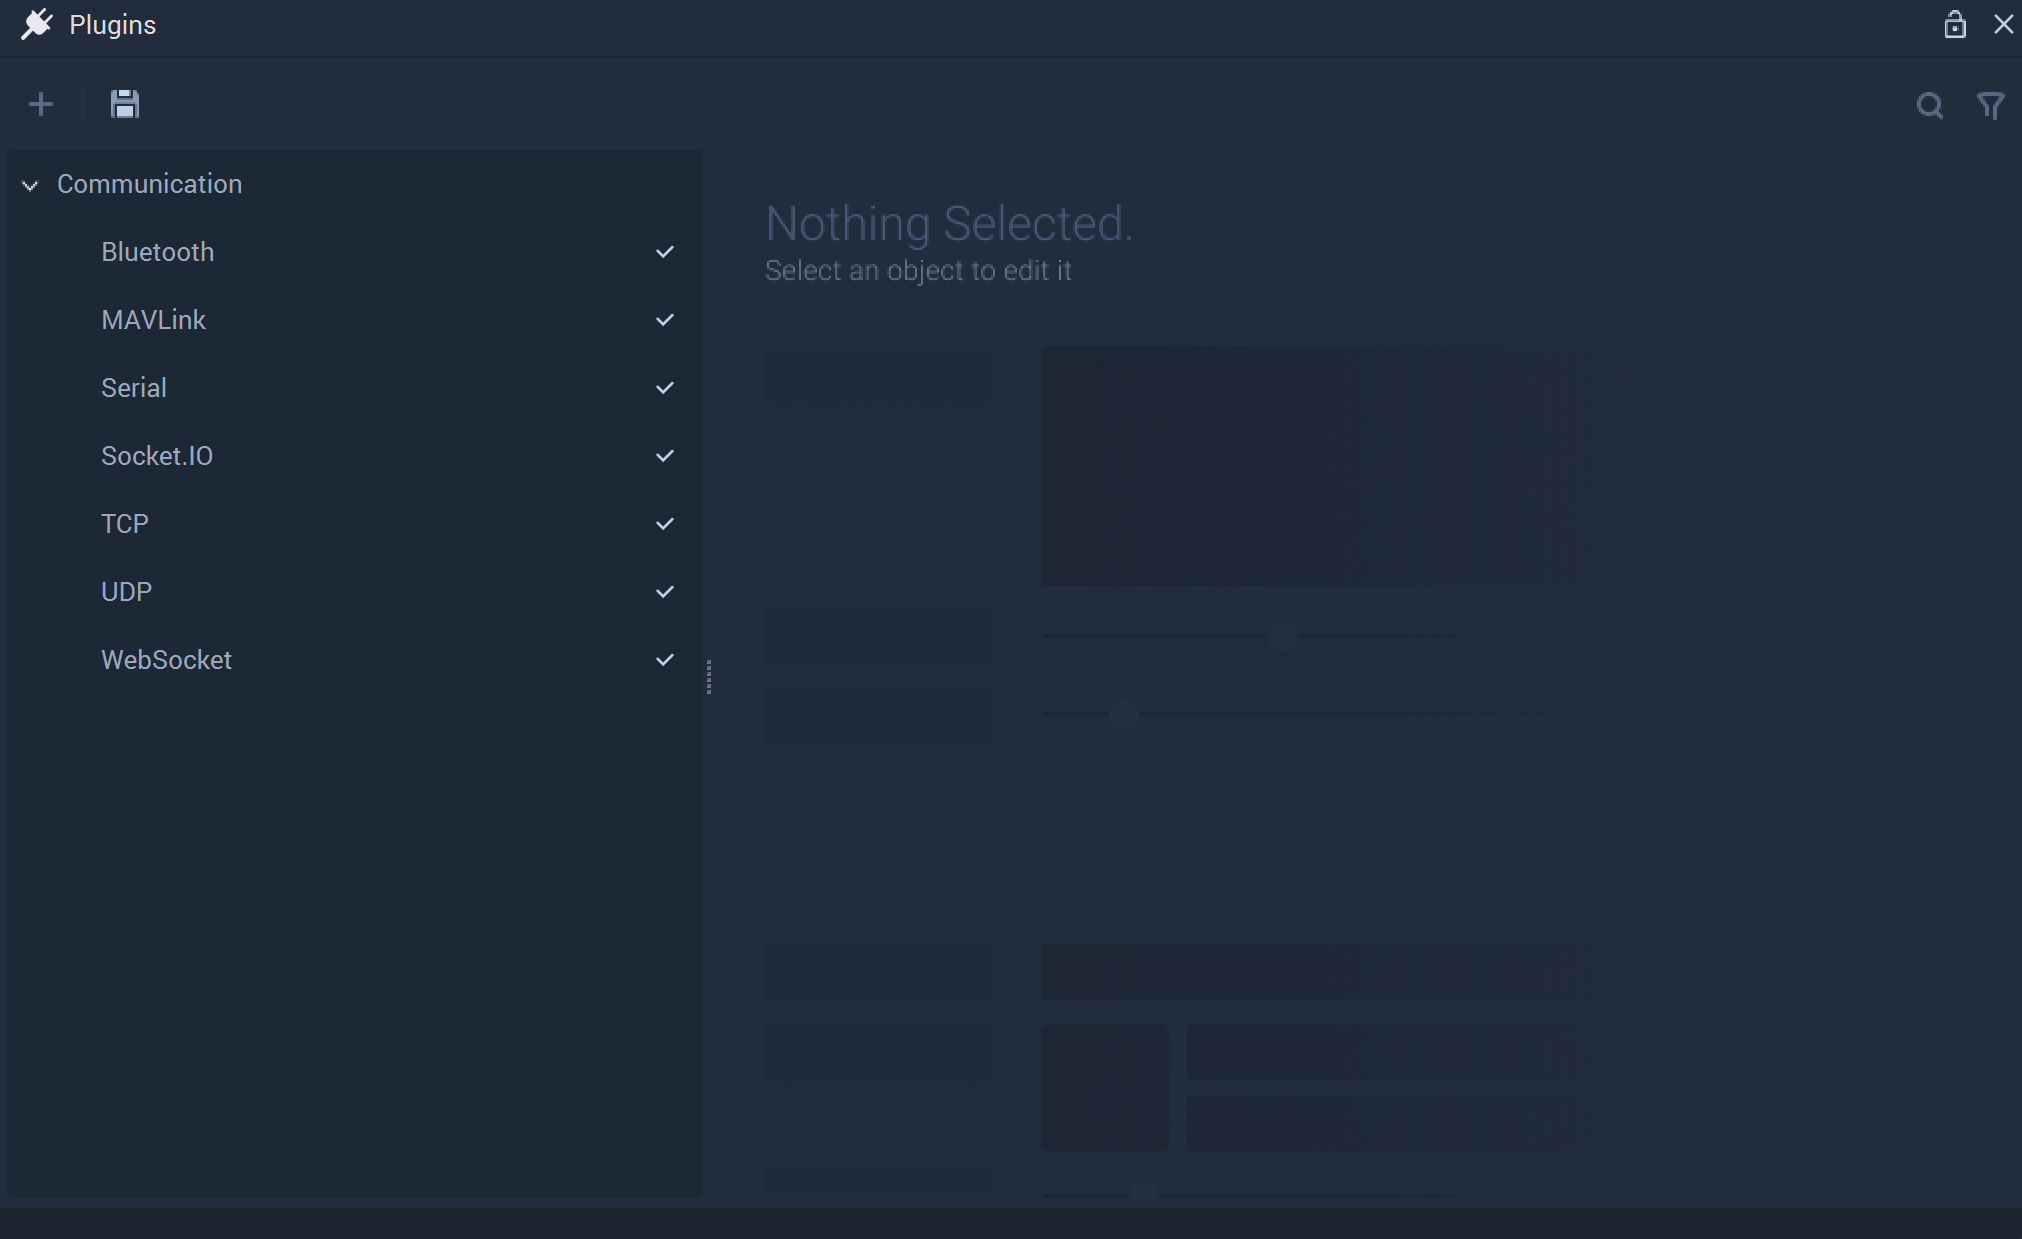 Plugins
Communication
Bluetooth
MAVLink
Serial
Socket.IO
TCP
UDP
WebSocket
Nothing Selected.
Select an object to edit it